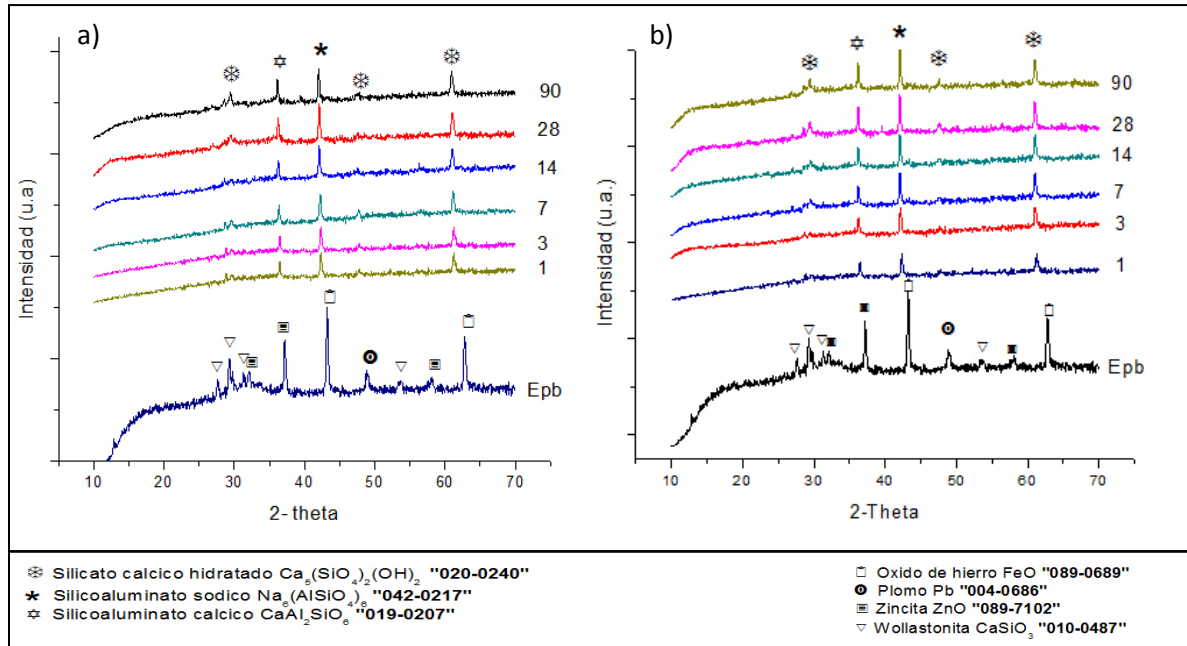 a)
90
28
14
7
3
1
Epb
Intensidad (u.a.)
10 20 30 40 50 60 70
2- theta
b)
90
28
14
7
3
1
Epb
Intensidad (u.a.)
10 20 30 40 50 60 70
2-Theta
Silicato calcico hidratado Ca5(SiO4)2(OH)2 "020-0240"
Silicoaluminato sodico Na6(AlSiO4)6 "042-0217"
Silicoaluminato calcico CaAl2SiO6 "019-0207"
Oxido de hierro FeO "089-0689"
Plomo Pb "004-0686"
Zincita ZnO "089-7102"
Wollastonita CaSiO3 "010-0487"